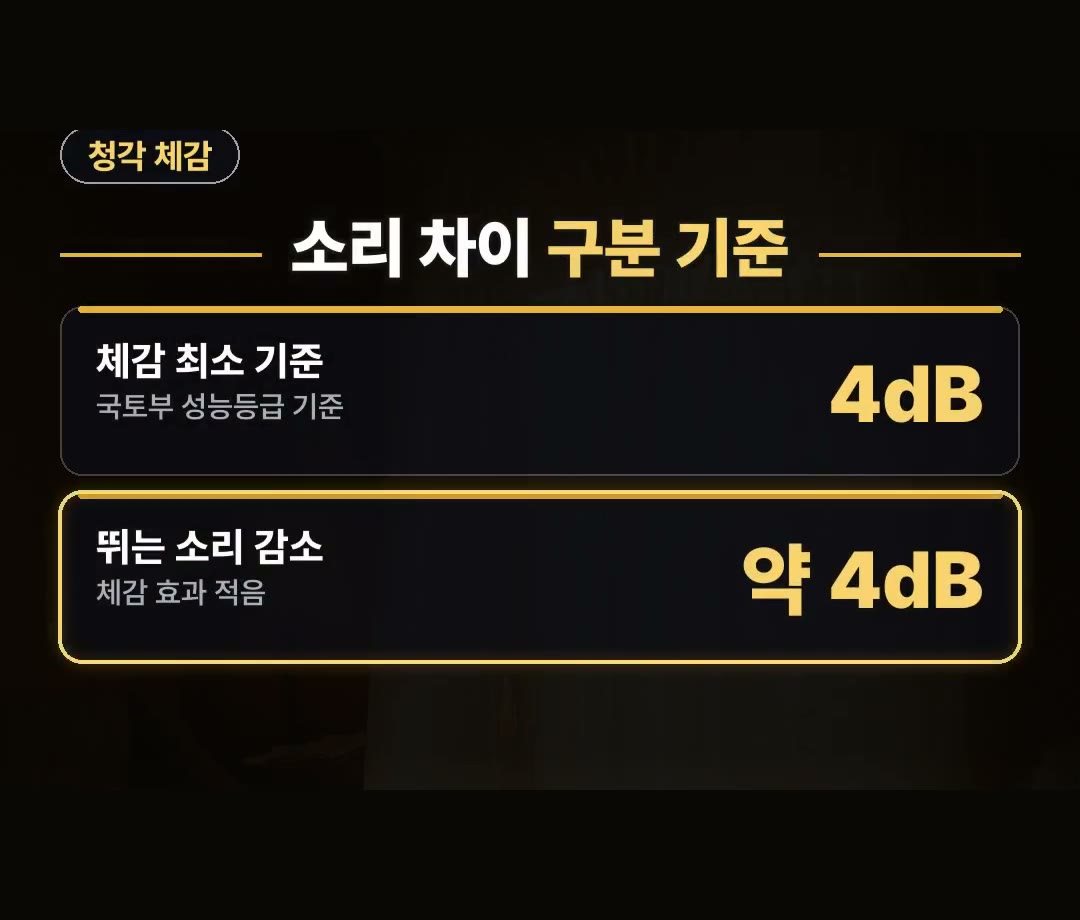 청각 체감
소리 차이 구분 기준
체감 최소 기준
국토부 성능등급 기준
4dB
뛰는 소리 감소
체감 효과 적음
약 4dB